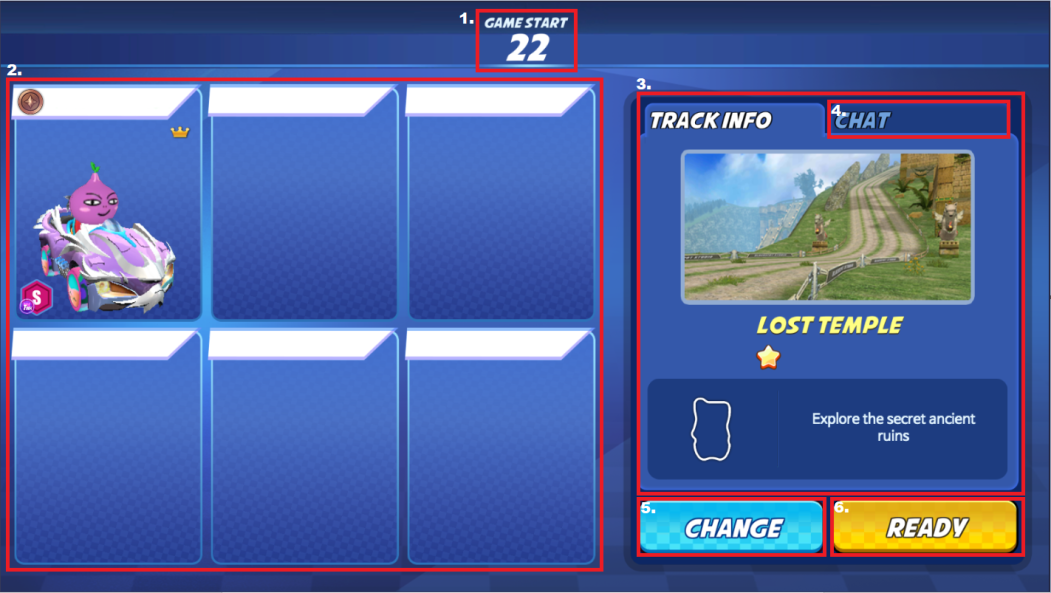 1.
GAME START
22
2.
3.
TRACK INFO
4.
CHAT
LOST TEMPLE
Explore the secret ancient
ruins
S
5.
CHANGE
6.
READY